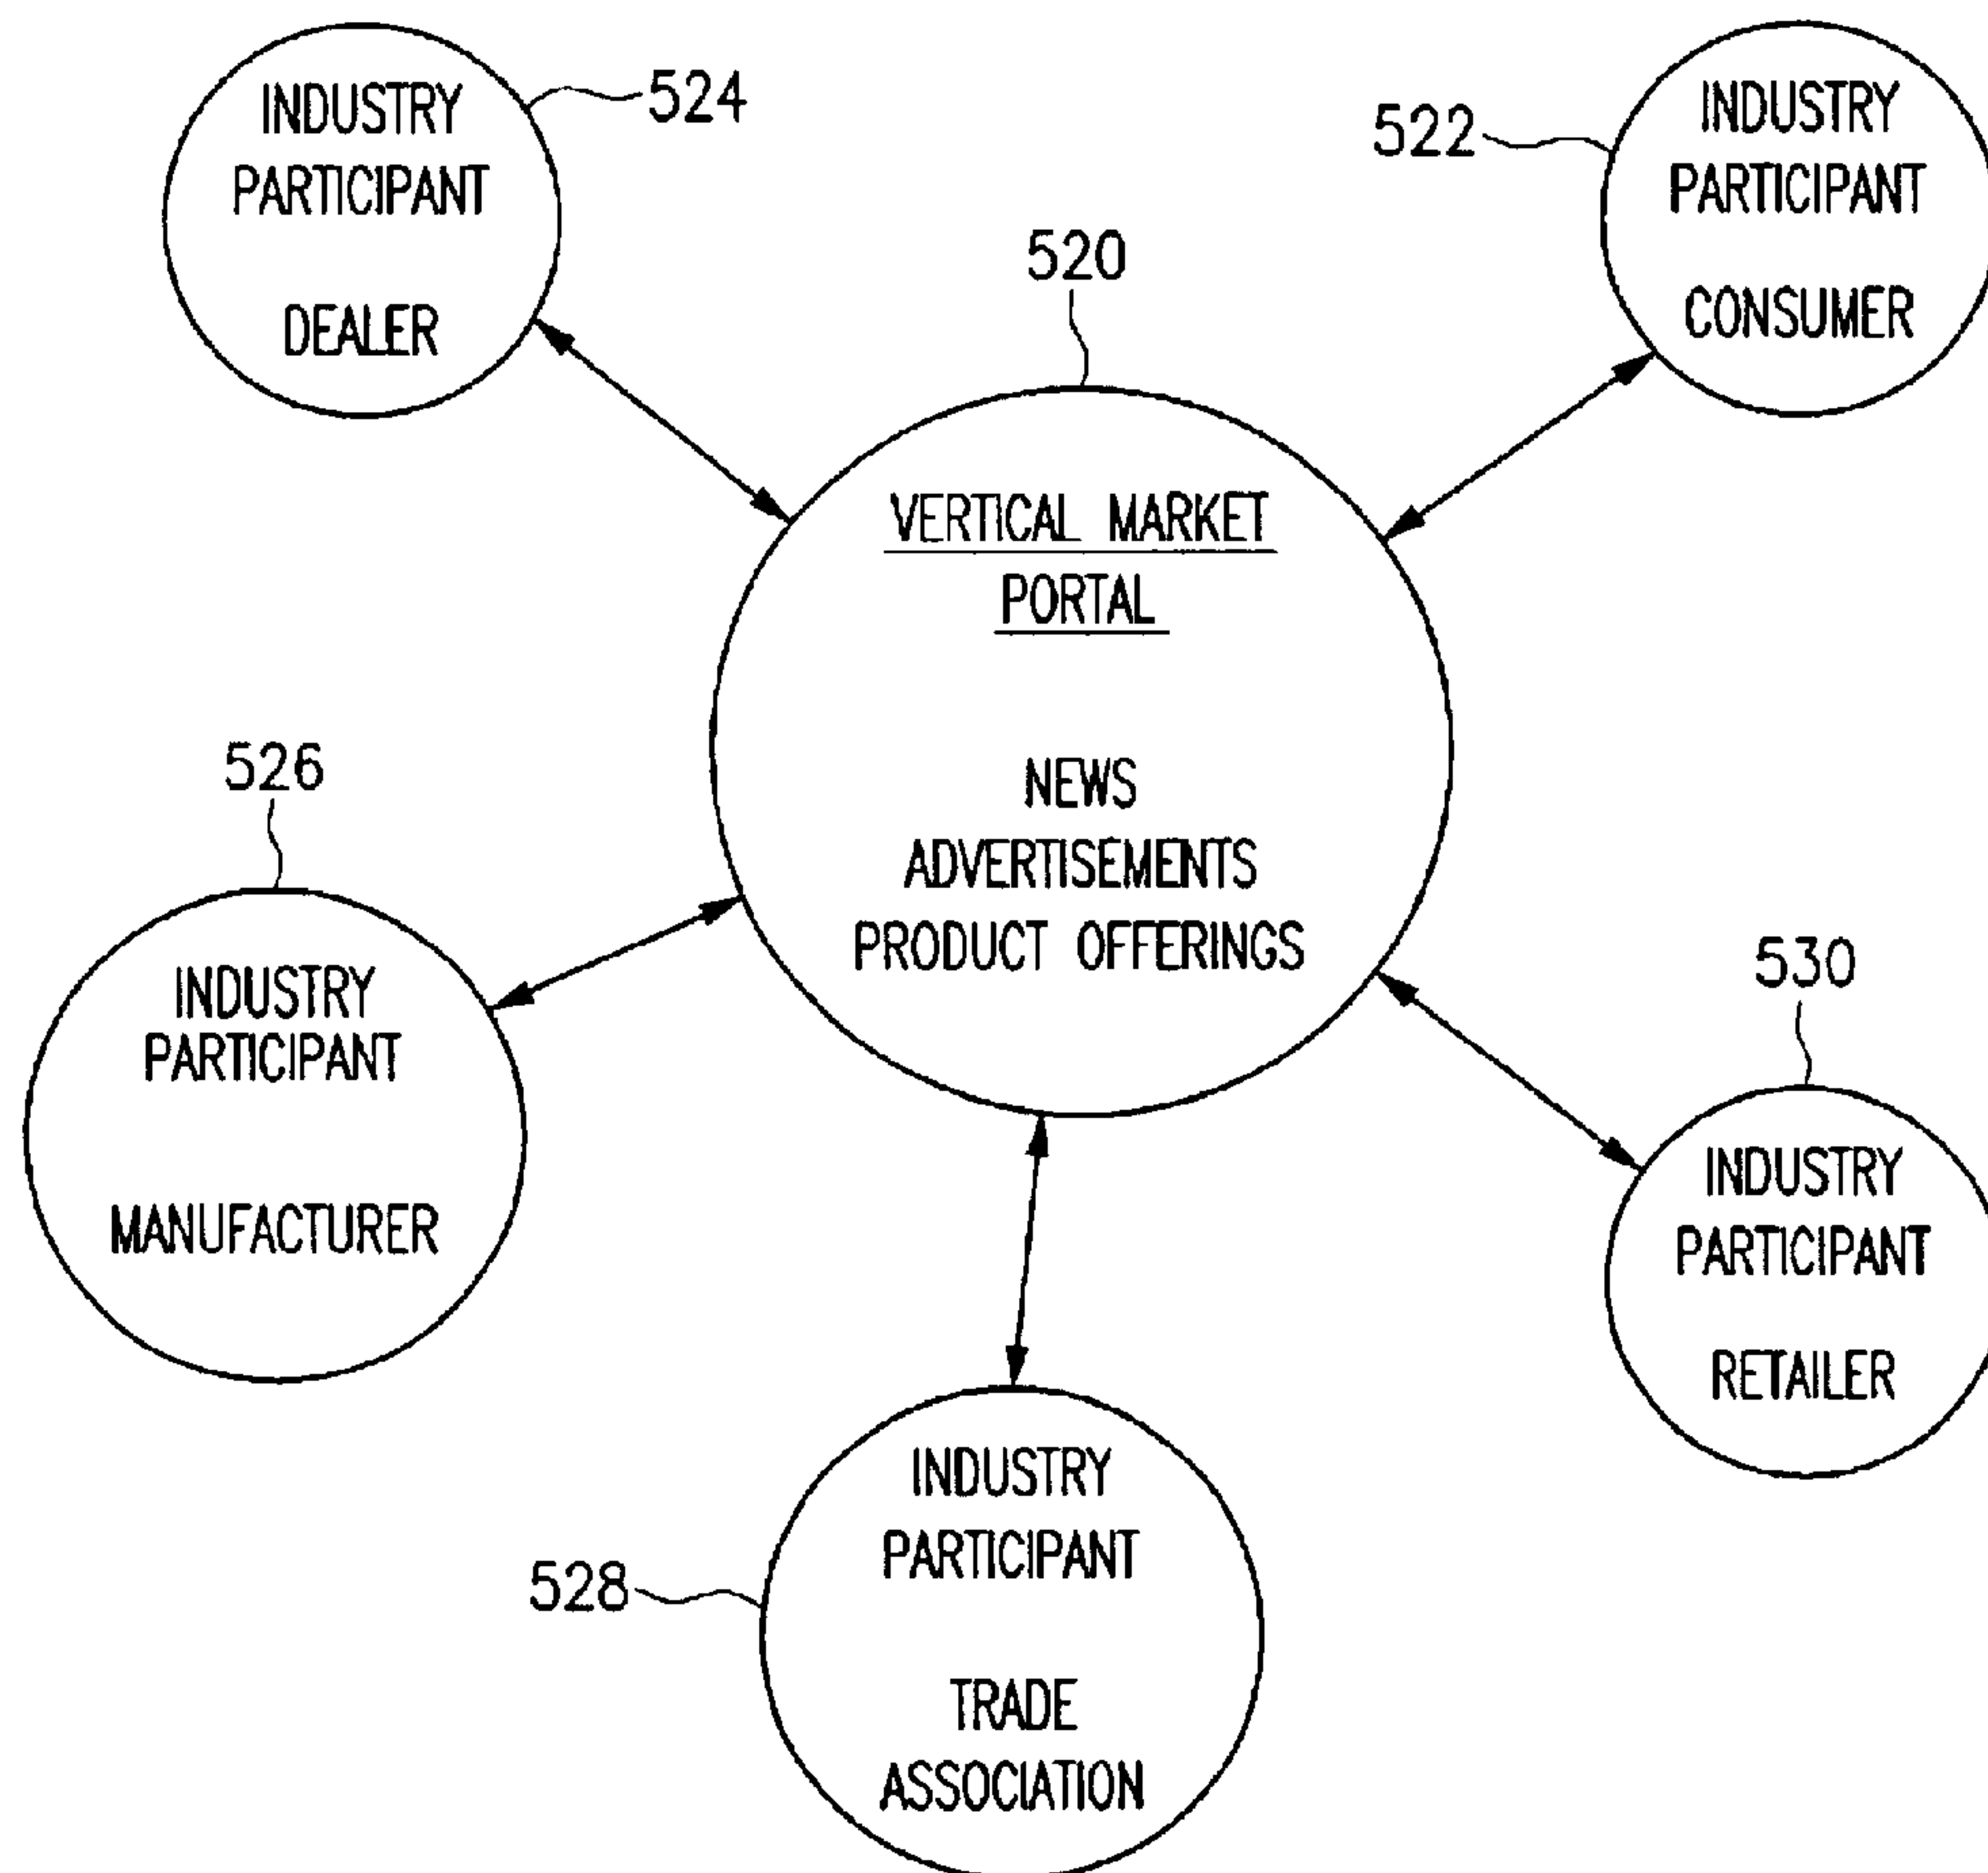 INDUSTRY
PARTICIPANT
DEALER
524
522
INDUSTRY
PARTICIPANT
CONSUMER
520
VERTICAL MARKET
PORTAL
NEWS
ADVERTISEMENTS
PRODUCT OFFERINGS
526
INDUSTRY
PARTICIPANT
MANUFACTURER
530
INDUSTRY
PARTICIPANT
RETAILER
528
INDUSTRY
PARTICIPANT
TRADE
ASSOCIATION